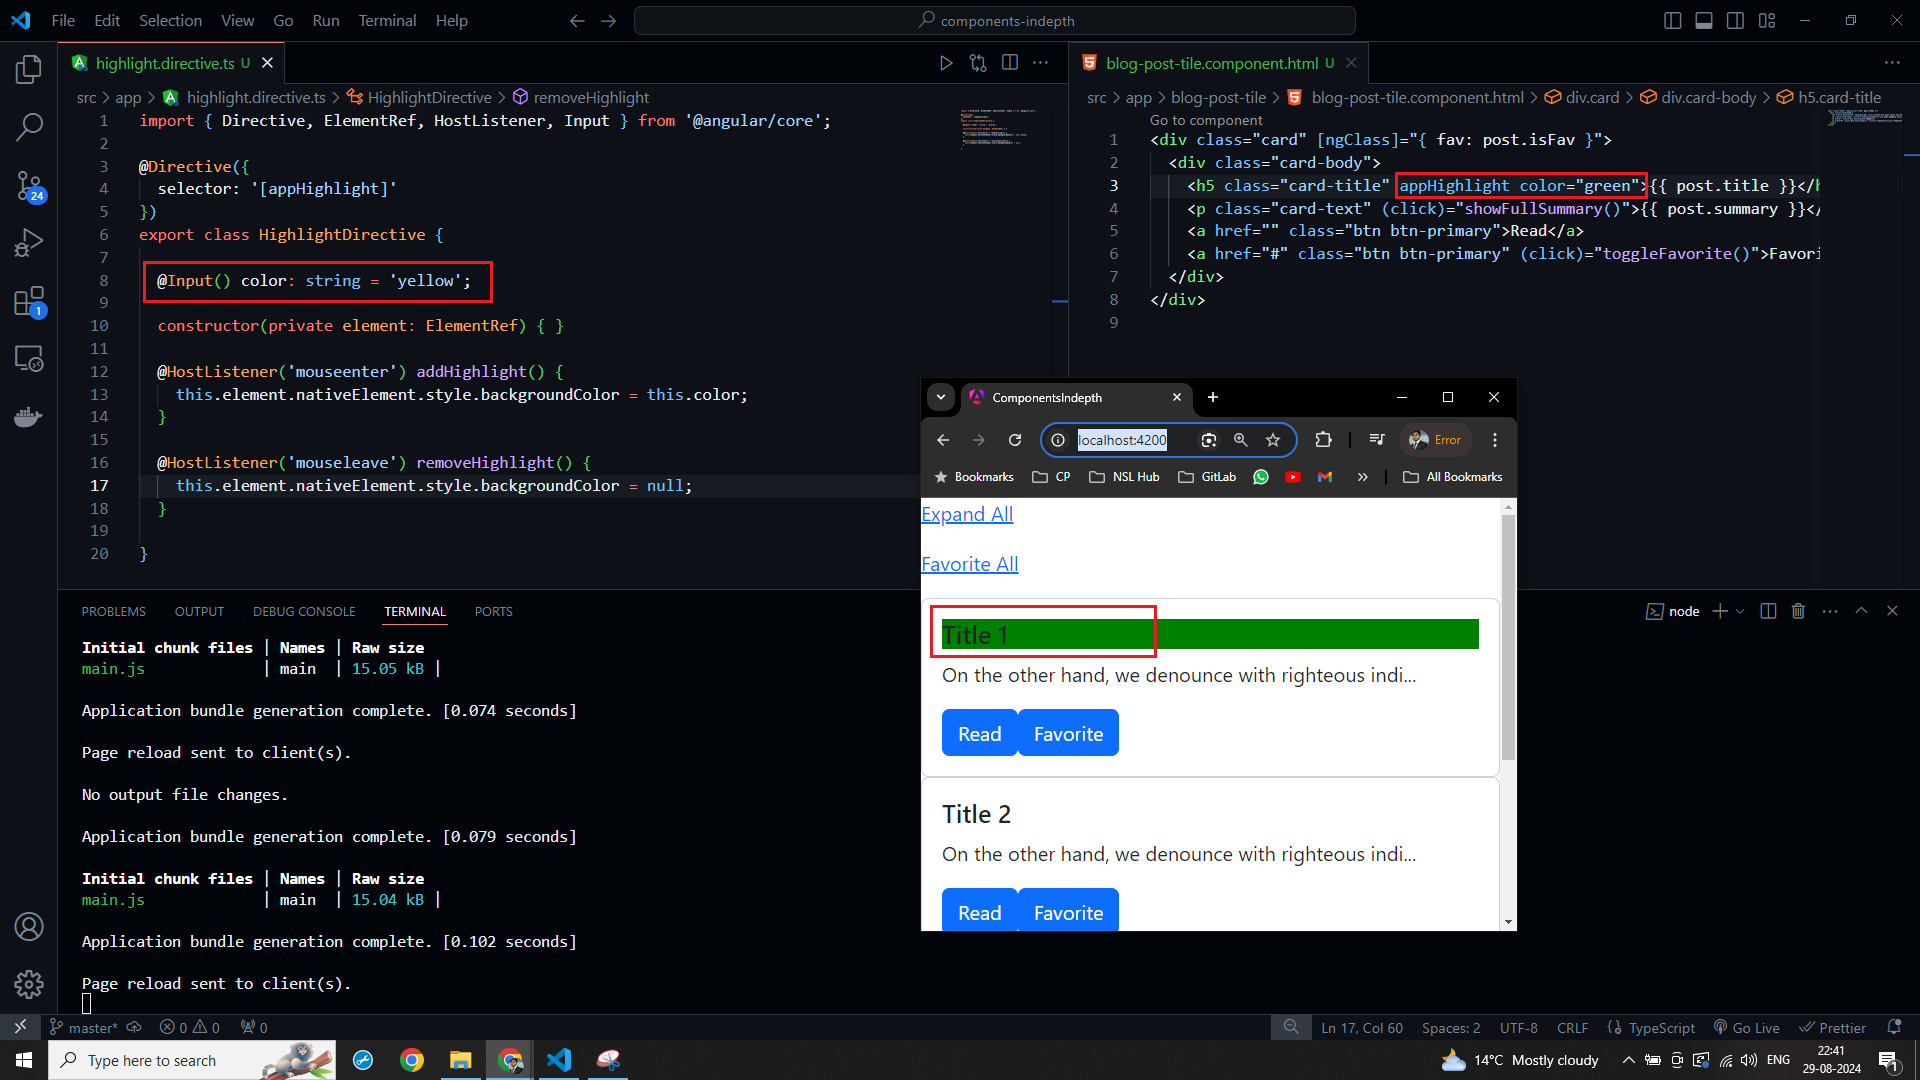 File Edit Selection View Go Run Terminal Help
components-indepth
highlight.directive.ts U
src > app > highlight.directive.ts > HighlightDirective > removeHighlight
1 import { Directive, ElementRef, HostListener, Input } from '@angular/core';
2
3 @Directive({
4 selector: '[appHighlight]'
5 })
6 export class HighlightDirective {
7
8 @Input() color: string = 'yellow';
9
10 constructor(private element: ElementRef) { }
11
12 @HostListener('mouseenter') addHighlight() {
13 this.element.nativeElement.style.backgroundColor = this.color;
14 }
15
16 @HostListener('mouseleave') removeHighlight() {
17 this.element.nativeElement.style.backgroundColor = null;
18 }
19
20 }
blog-post-tile.component.html U
src > app > blog-post-tile > blog-post-tile.component.html > div.card > div.card-body > h5.card-title
Go to component
1 <div class="card" [ngClass]="{ fav: post.isFav }">
2 <div class="card-body">
3 <h5 class="card-title" appHighlight color="green">{{ post.title }}</h
4 <p class="card-text" (click)="showFullSummary()">{{ post.summary }}</
5 <a href="" class="btn btn-primary">Read</a>
6 <a href="#" class="btn btn-primary" (click)="toggleFavorite()">Favori
7 </div>
8 </div>
9
ComponentsIndepth
localhost:4200
Error
Bookmarks CP NSL Hub GitLab » All Bookmarks
Expand All
Favorite All
Title 1
On the other hand, we denounce with righteous indi...
Read Favorite
Title 2
On the other hand, we denounce with righteous indi...
Read Favorite
24
1
PROBLEMS OUTPUT DEBUG CONSOLE TERMINAL PORTS
node
Initial chunk files | Names | Raw size
main.js | main | 15.05 kB |
Application bundle generation complete. [0.074 seconds]
Page reload sent to client(s).
No output file changes.
Application bundle generation complete. [0.079 seconds]
Initial chunk files | Names | Raw size
main.js | main | 15.04 kB |
Application bundle generation complete. [0.102 seconds]
Page reload sent to client(s).
master* 0 0 0
Ln 17, Col 60 Spaces: 2 UTF-8 CRLF {} TypeScript Go Live Prettier
Type here to search
14°C Mostly cloudy
ENG
22:41
29-08-2024
1